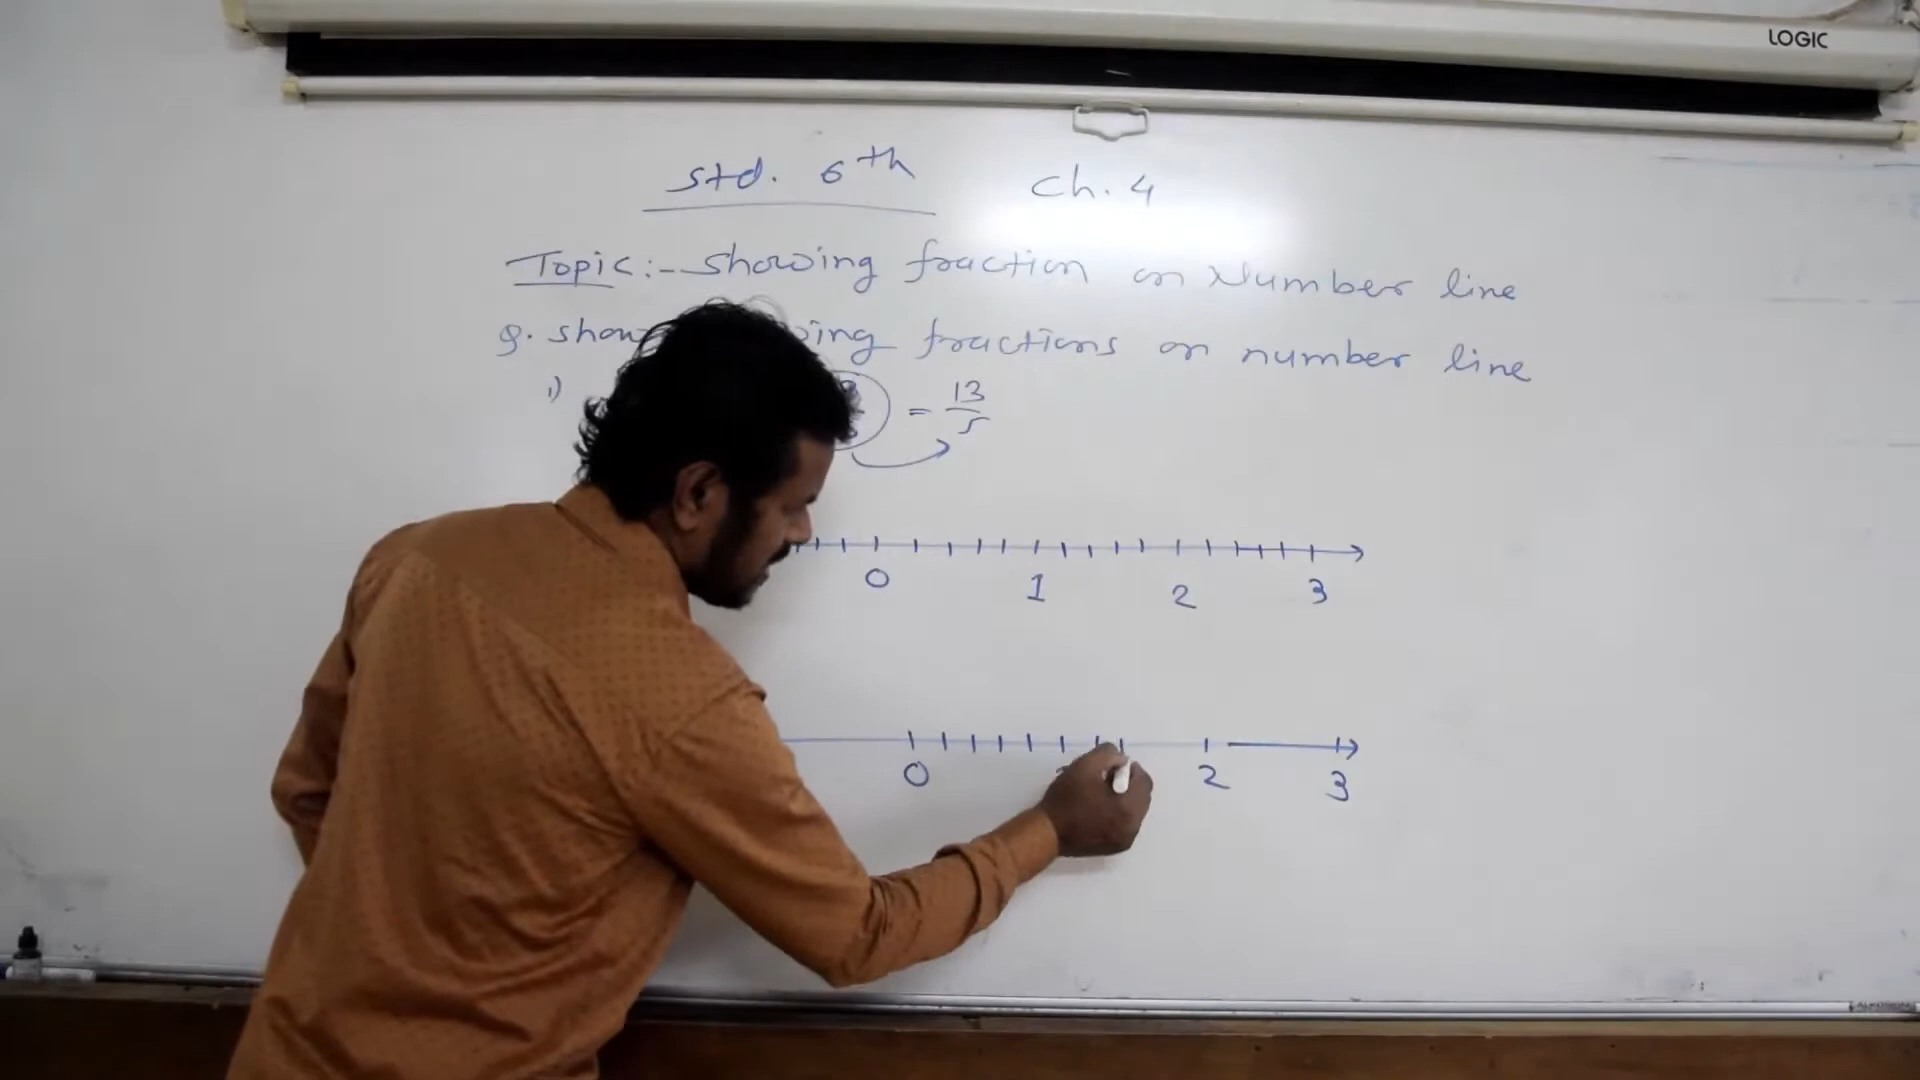 LOGIC
Std. 6th Ch. 4
Topic:- Showing fraction on Number line
Q. show fractions on number line
1) = 13/5
0 1 2 3
0 2 3